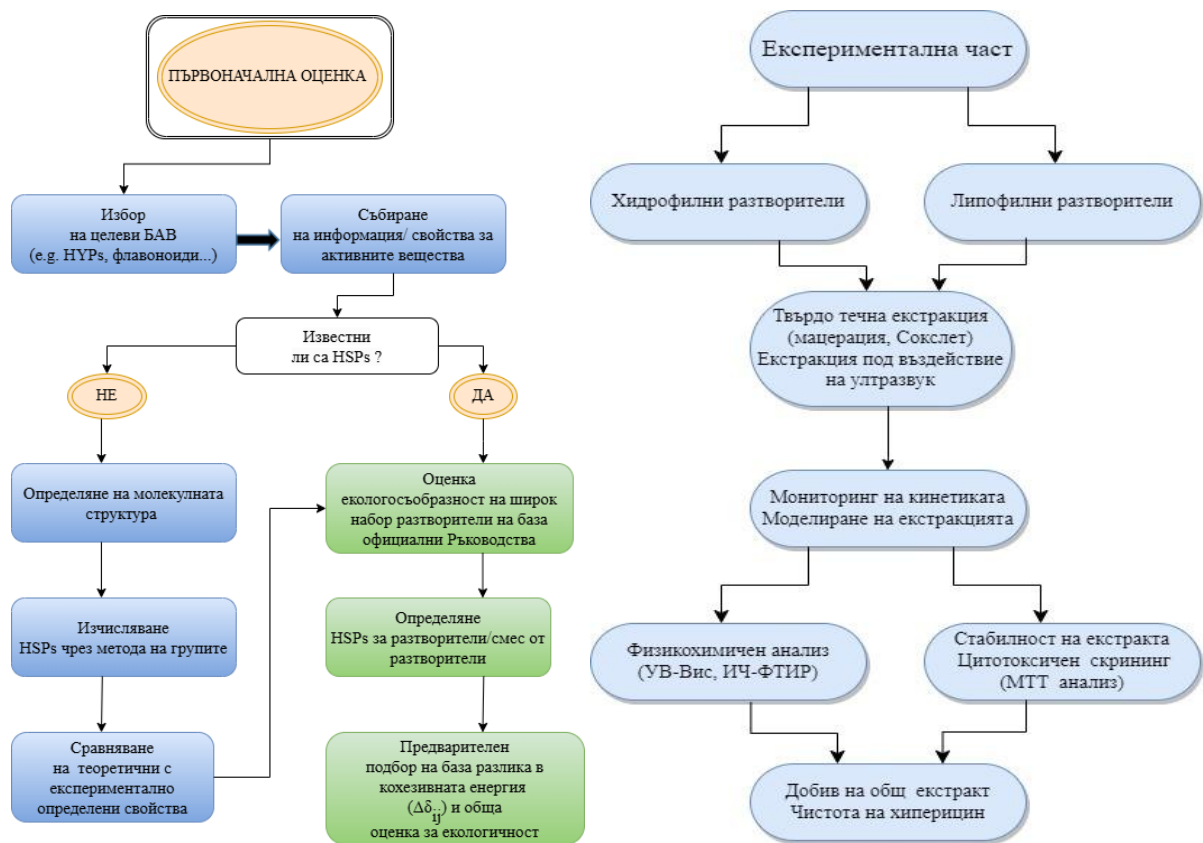 ПЪРВОНАЧАЛНА ОЦЕНКА
Избор
на целеви БАВ
(e.g. HYPs, флавоноиди...)
Събиране
на информация/ свойства за
активните вещества
Известни
ли са HSPs ?
НЕ
ДА
Определяне на молекулната
структура
Изчисляване
HSPs чрез метода на групите
Сравняване
на теоретични с
експериментално
определени свойства
Оценка
екологосъобразност на широк
набор разтворители на база
официални Ръководства
Определяне
HSPs за разтворители/смес от
разтворители
Предварителен
подбор на база разлика в
кохезивната енергия
(Δδij) и обща
оценка за екологичност
Експериментална част
Хидрофилни разтворители
Липофилни разтворители
Твърдо течна екстракция
(мацерация, Сокслет)
Екстракция под въздействие
на ултразвук
Мониторинг на кинетиката
Моделиране на екстракцията
Физикохимичен анализ
(УВ-Вис, ИЧ-ФТИР)
Стабилност на екстракта
Цитотоксичен скрининг
(МТТ анализ)
Добив на общ екстракт
Чистота на хиперицин